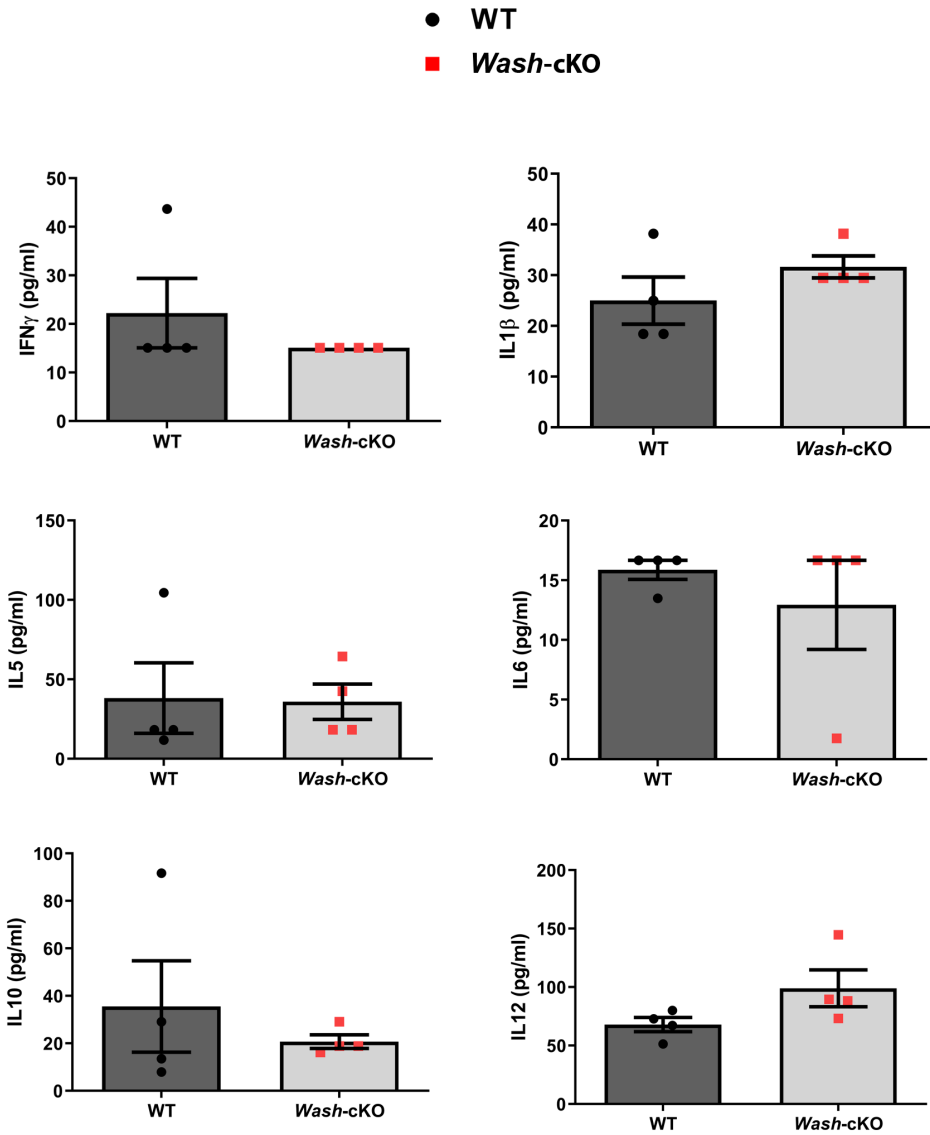 WT
Wash-cKO
IFNγ (pg/ml)
50
40
30
20
10
0
WT
Wash-cKO
IL1β (pg/ml)
50
40
30
20
10
0
WT
Wash-cKO
IL5 (pg/ml)
150
100
50
0
WT
Wash-cKO
IL6 (pg/ml)
20
15
10
5
0
WT
Wash-cKO
IL10 (pg/ml)
100
80
60
40
20
0
WT
Wash-cKO
IL12 (pg/ml)
200
150
100
50
0
WT
Wash-cKO